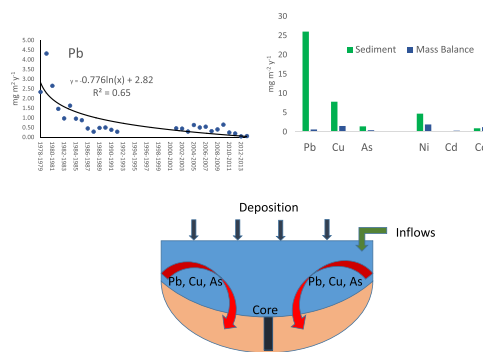 Pb
y = -0.776ln(x) + 2.82
R² = 0.65
mg m-2 y-1
5.00
4.50
4.00
3.50
3.00
2.50
2.00
1.50
1.00
0.50
0.00
1978-1979
1980-1981
1982-1983
1984-1985
1986-1987
1988-1989
1990-1991
1992-1993
1994-1995
1996-1997
1998-1999
2000-2001
2002-2003
2004-2005
2006-2007
2008-2009
2010-2011
2012-2013
mg m-2 y-1
30
25
20
15
10
5
0
Sediment
Mass Balance
Pb Cu As Ni Cd
Deposition
Inflows
Pb, Cu, As
Pb, Cu, As
Core